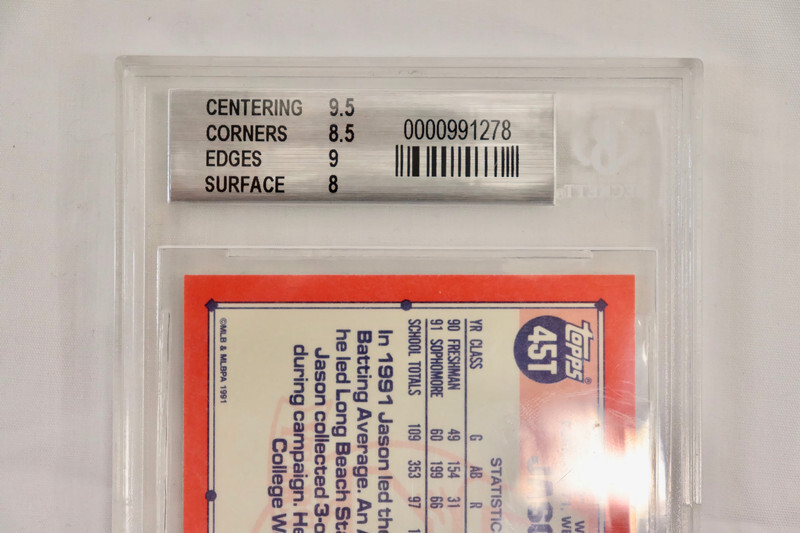 CENTERING 9.5
CORNERS 8.5
EDGES 9
SURFACE 8
0000991278
topps
45T
STATISTIC
YR CLASS G AB R
90 FRESHMAN 49 154 31
91 SOPHOMORE 60 199 66
SCHOOL TOTALS 109 353 97
In 1991 Jason led the
Batting Average. An
he led Long Beach Sta
Jason collected 3-
during campaign. He
College W
©MLB & MLBPA 1991